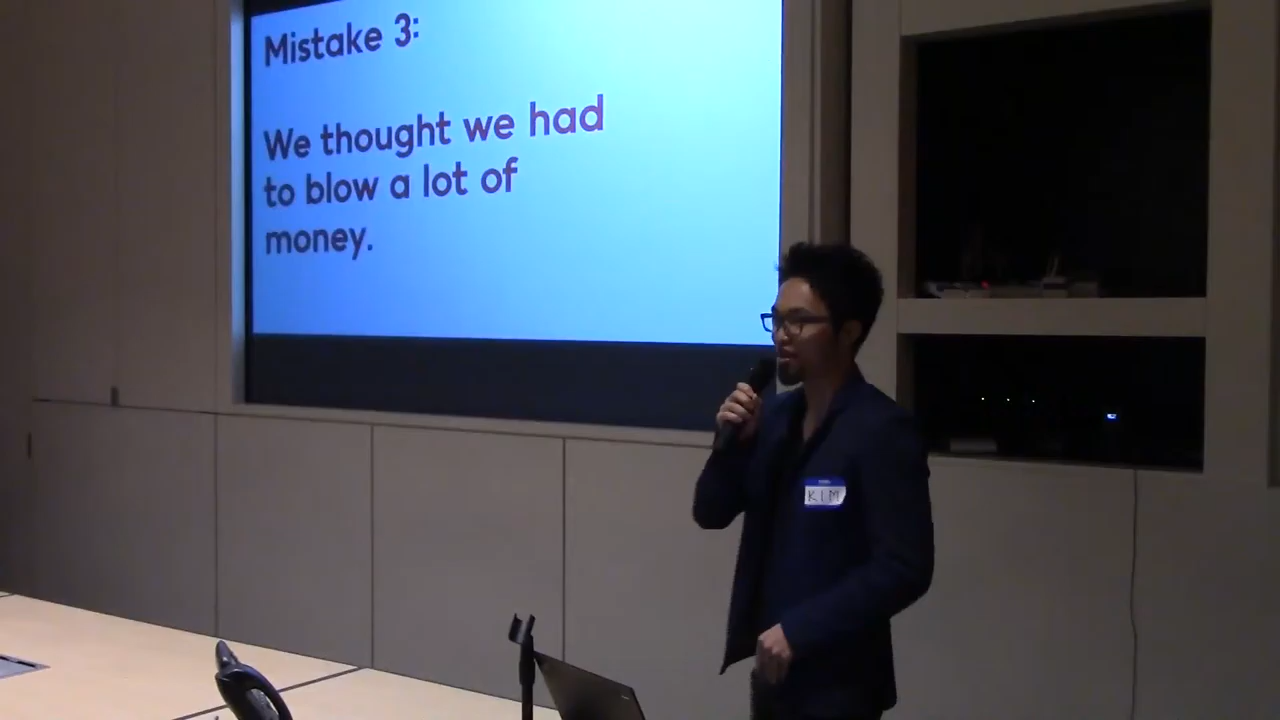 Mistake 3:
We thought we had
to blow a lot of
money.
KIM